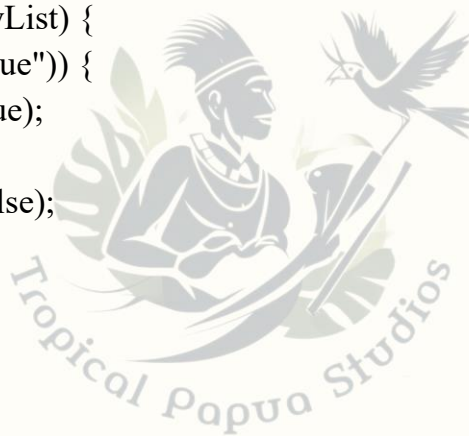 yList) {
ue")) {
ue);
lse);
Tropical Papua Studios